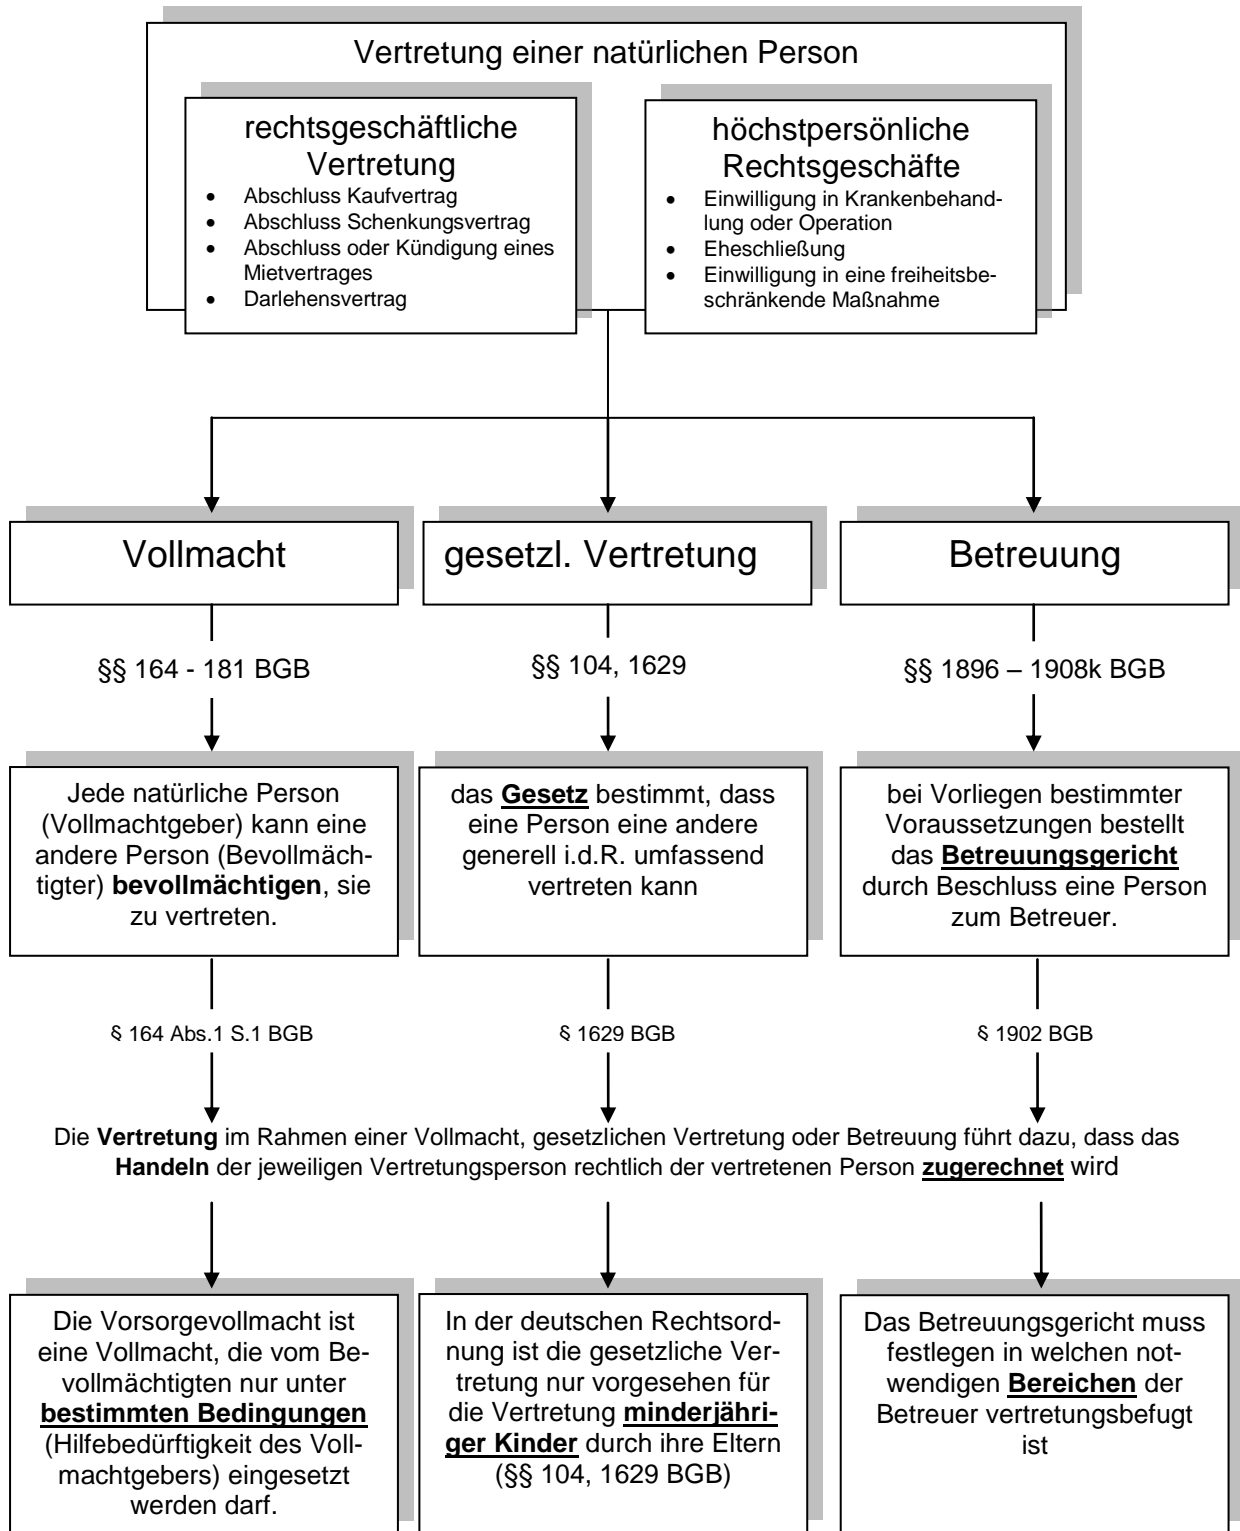 Vertretung einer natürlichen Person
rechtsgeschäftliche
Vertretung
• Abschluss Kaufvertrag
• Abschluss Schenkungsvertrag
• Abschluss oder Kündigung eines
Mietvertrages
• Darlehensvertrag
höchstpersönliche
Rechtsgeschäfte
• Einwilligung in Krankenbehand-
lung oder Operation
• Eheschließung
• Einwilligung in eine freiheitsbe-
schränkende Maßnahme
Vollmacht
gesetzl. Vertretung
Betreuung
§§ 164 - 181 BGB
§§ 104, 1629
§§ 1896 – 1908k BGB
Jede natürliche Person
(Vollmachtgeber) kann eine
andere Person (Bevollmäch-
tigter) bevollmächtigen, sie
zu vertreten.
das Gesetz bestimmt, dass
eine Person eine andere
generell i.d.R. umfassend
vertreten kann
bei Vorliegen bestimmter
Voraussetzungen bestellt
das Betreuungsgericht
durch Beschluss eine Person
zum Betreuer.
§ 164 Abs.1 S.1 BGB
§ 1629 BGB
§ 1902 BGB
Die Vertretung im Rahmen einer Vollmacht, gesetzlichen Vertretung oder Betreuung führt dazu, dass das
Handeln der jeweiligen Vertretungsperson rechtlich der vertretenen Person zugerechnet wird
Die Vorsorgevollmacht ist
eine Vollmacht, die vom Be-
vollmächtigten nur unter
bestimmten Bedingungen
(Hilfebedürftigkeit des Voll-
machtgebers) eingesetzt
werden darf.
In der deutschen Rechtsord-
nung ist die gesetzliche Ver-
tretung nur vorgesehen für
die Vertretung minderjähri-
ger Kinder durch ihre Eltern
(§§ 104, 1629 BGB)
Das Betreuungsgericht muss
festlegen in welchen not-
wendigen Bereichen der
Betreuer vertretungsbefugt
ist